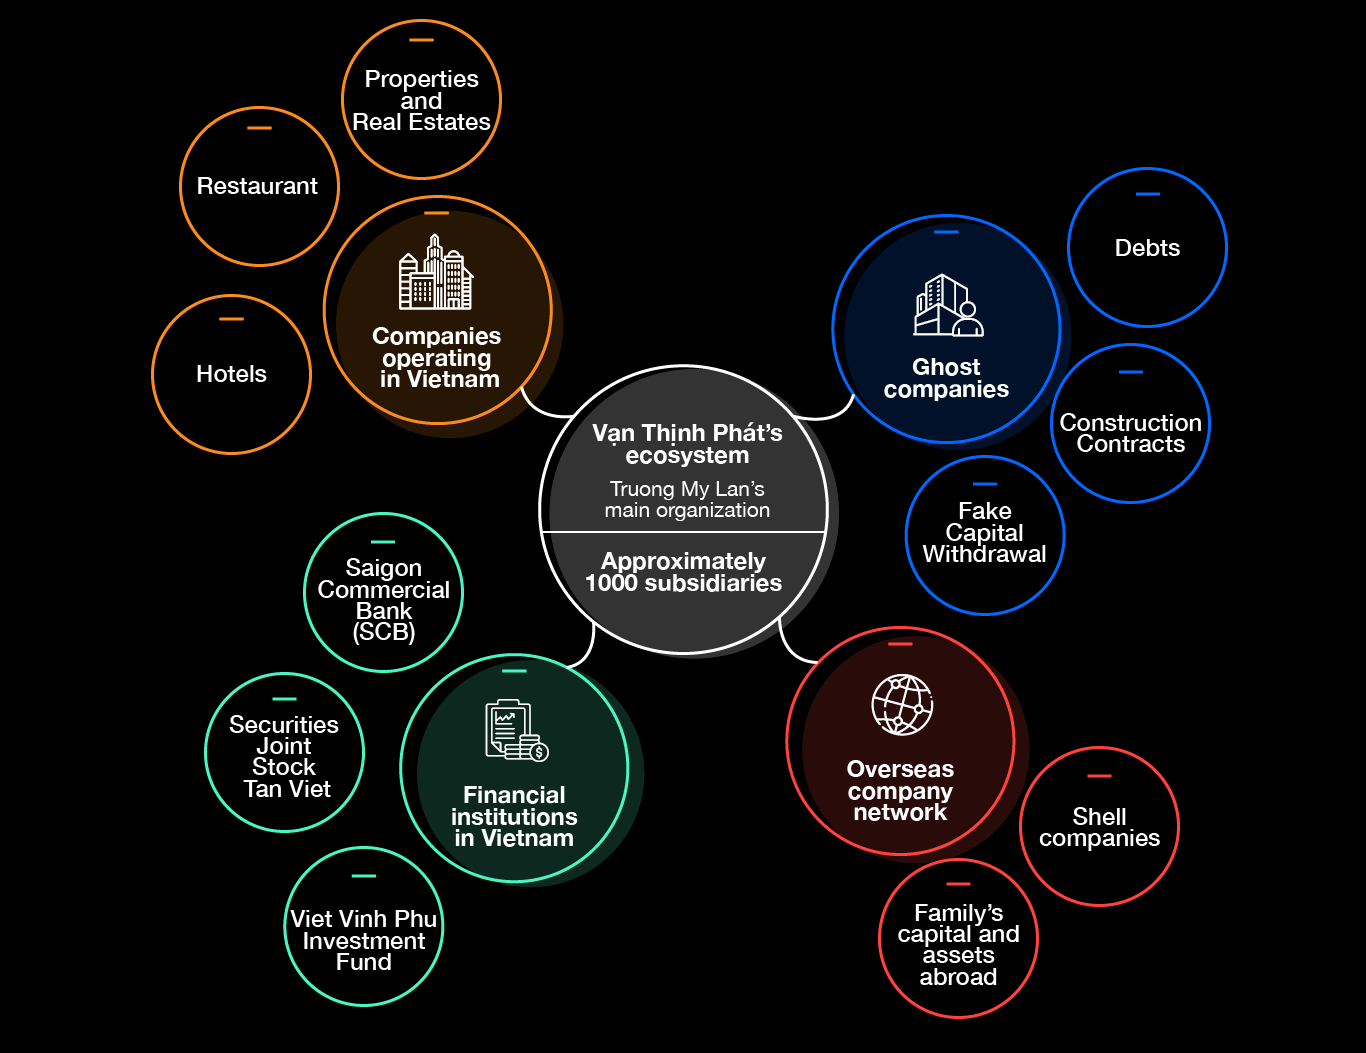 Properties
and
Real Estates
Restaurant
Hotels
Companies
operating
in Vietnam
Debts
Ghost
companies
Construction
Contracts
Fake
Capital
Withdrawal
Vạn Thịnh Phát’s
ecosystem
Truong My Lan’s
main organization
Approximately
1000 subsidiaries
Saigon
Commercial
Bank
(SCB)
Securities
Joint
Stock
Tan Viet
Viet Vinh Phu
Investment
Fund
$
Financial
institutions
in Vietnam
Overseas
company
network
Shell
companies
Family’s
capital and
assets
abroad